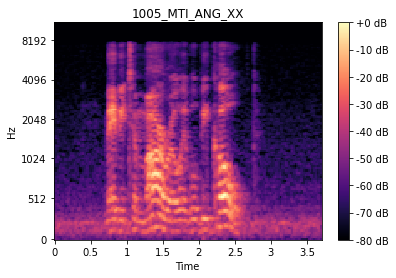 1005_MTI_ANG_XX
Hz
8192
4096
2048
1024
512
0
0 0.5 1 1.5 2 2.5 3 3.5
Time
+0 dB
-10 dB
-20 dB
-30 dB
-40 dB
-50 dB
-60 dB
-70 dB
-80 dB